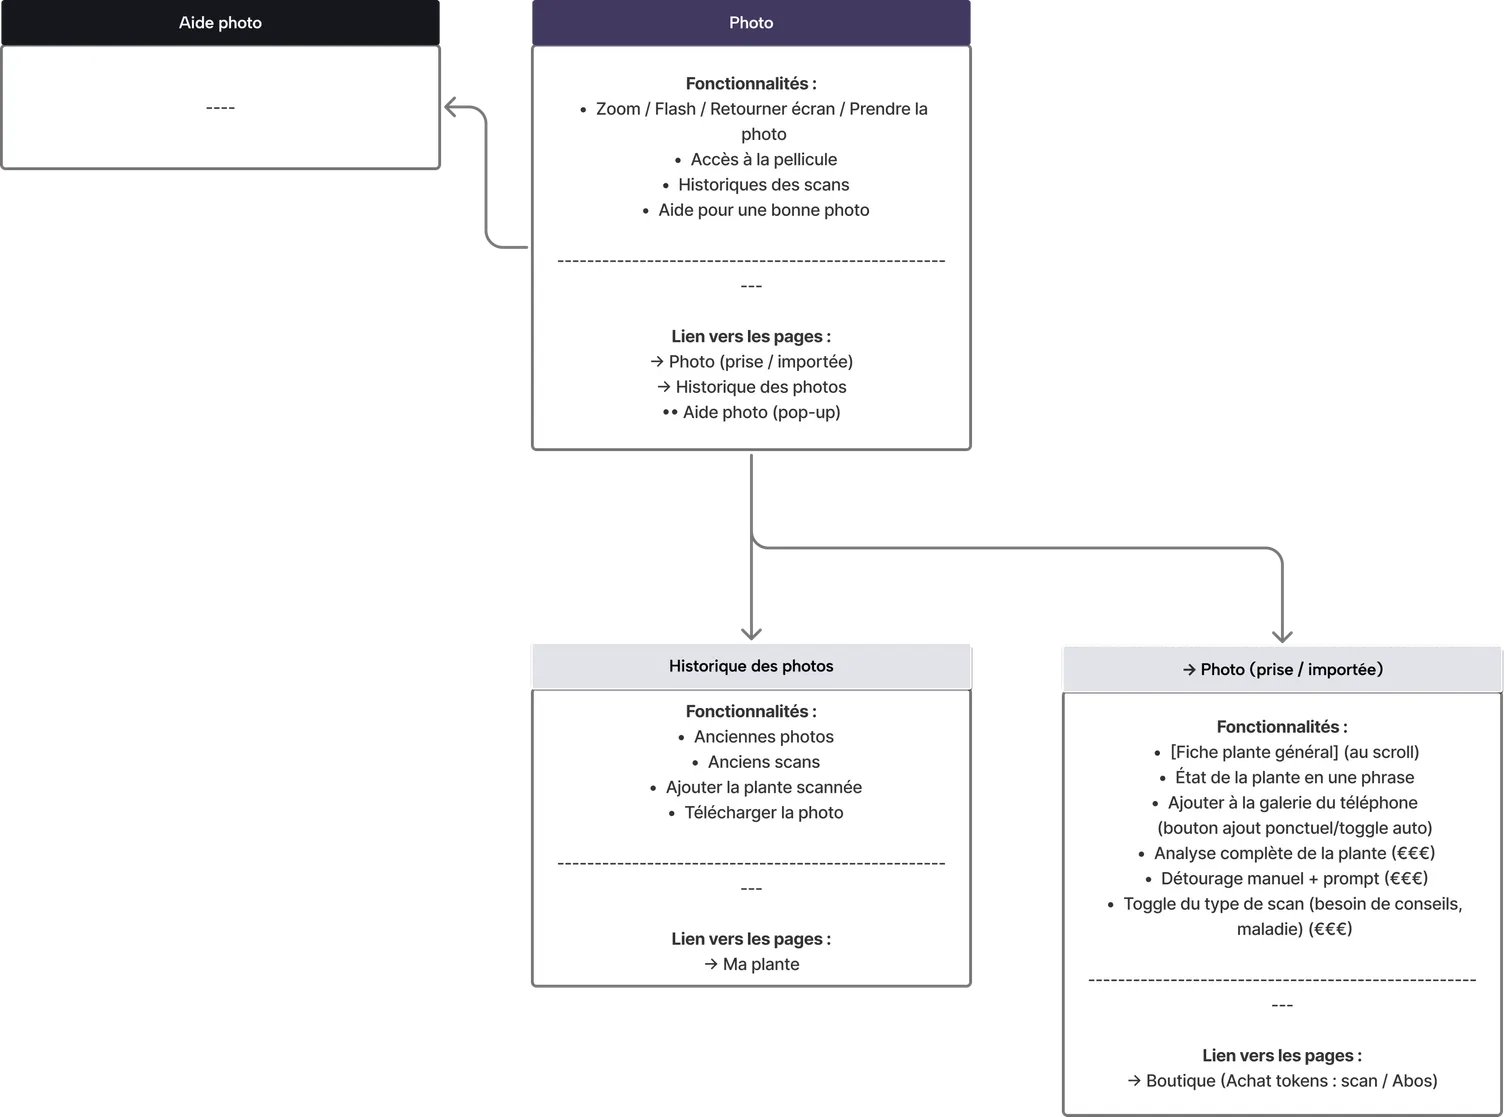 Aide photo
----
Photo
Fonctionnalités :
• Zoom / Flash / Retourner écran / Prendre la
photo
• Accès à la pellicule
• Historiques des scans
• Aide pour une bonne photo
----------------------------------------------------
---
Lien vers les pages :
→ Photo (prise / importée)
→ Historique des photos
•• Aide photo (pop-up)
Historique des photos
Fonctionnalités :
• Anciennes photos
• Anciens scans
• Ajouter la plante scannée
• Télécharger la photo
----------------------------------------------------
---
Lien vers les pages :
→ Ma plante
→ Photo (prise / importée)
Fonctionnalités :
• [Fiche plante général] (au scroll)
• État de la plante en une phrase
• Ajouter à la galerie du téléphone
(bouton ajout ponctuel/toggle auto)
• Analyse complète de la plante (€€€)
• Détourage manuel + prompt (€€€)
• Toggle du type de scan (besoin de conseils,
maladie) (€€€)
----------------------------------------------------
---
Lien vers les pages :
→ Boutique (Achat tokens : scan / Abos)